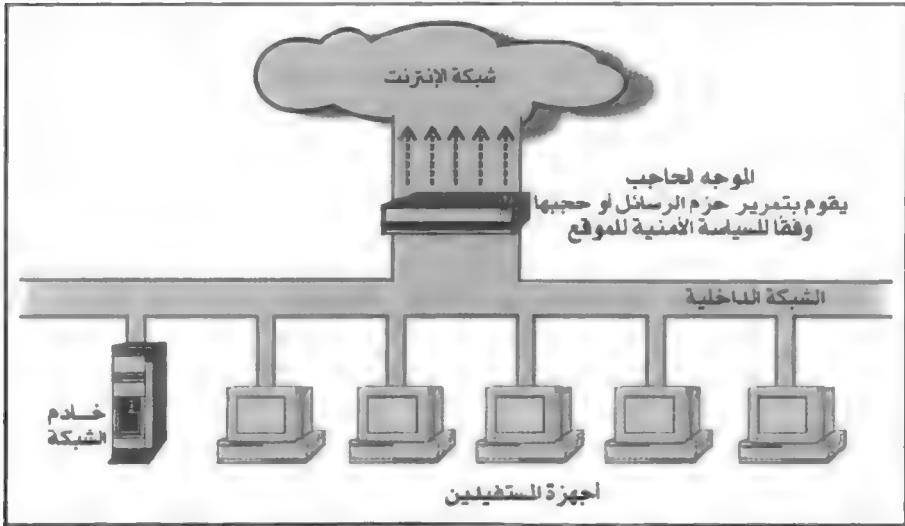 شبكة الإنترنت
الموجه الحاجب
يقوم بتمرير حزم الرسائل أو حجبها
وفقًا للسياسة الأمنية للموقع
الشبكة الداخلية
خادم
الشبكة
أجهزة المستفيدين